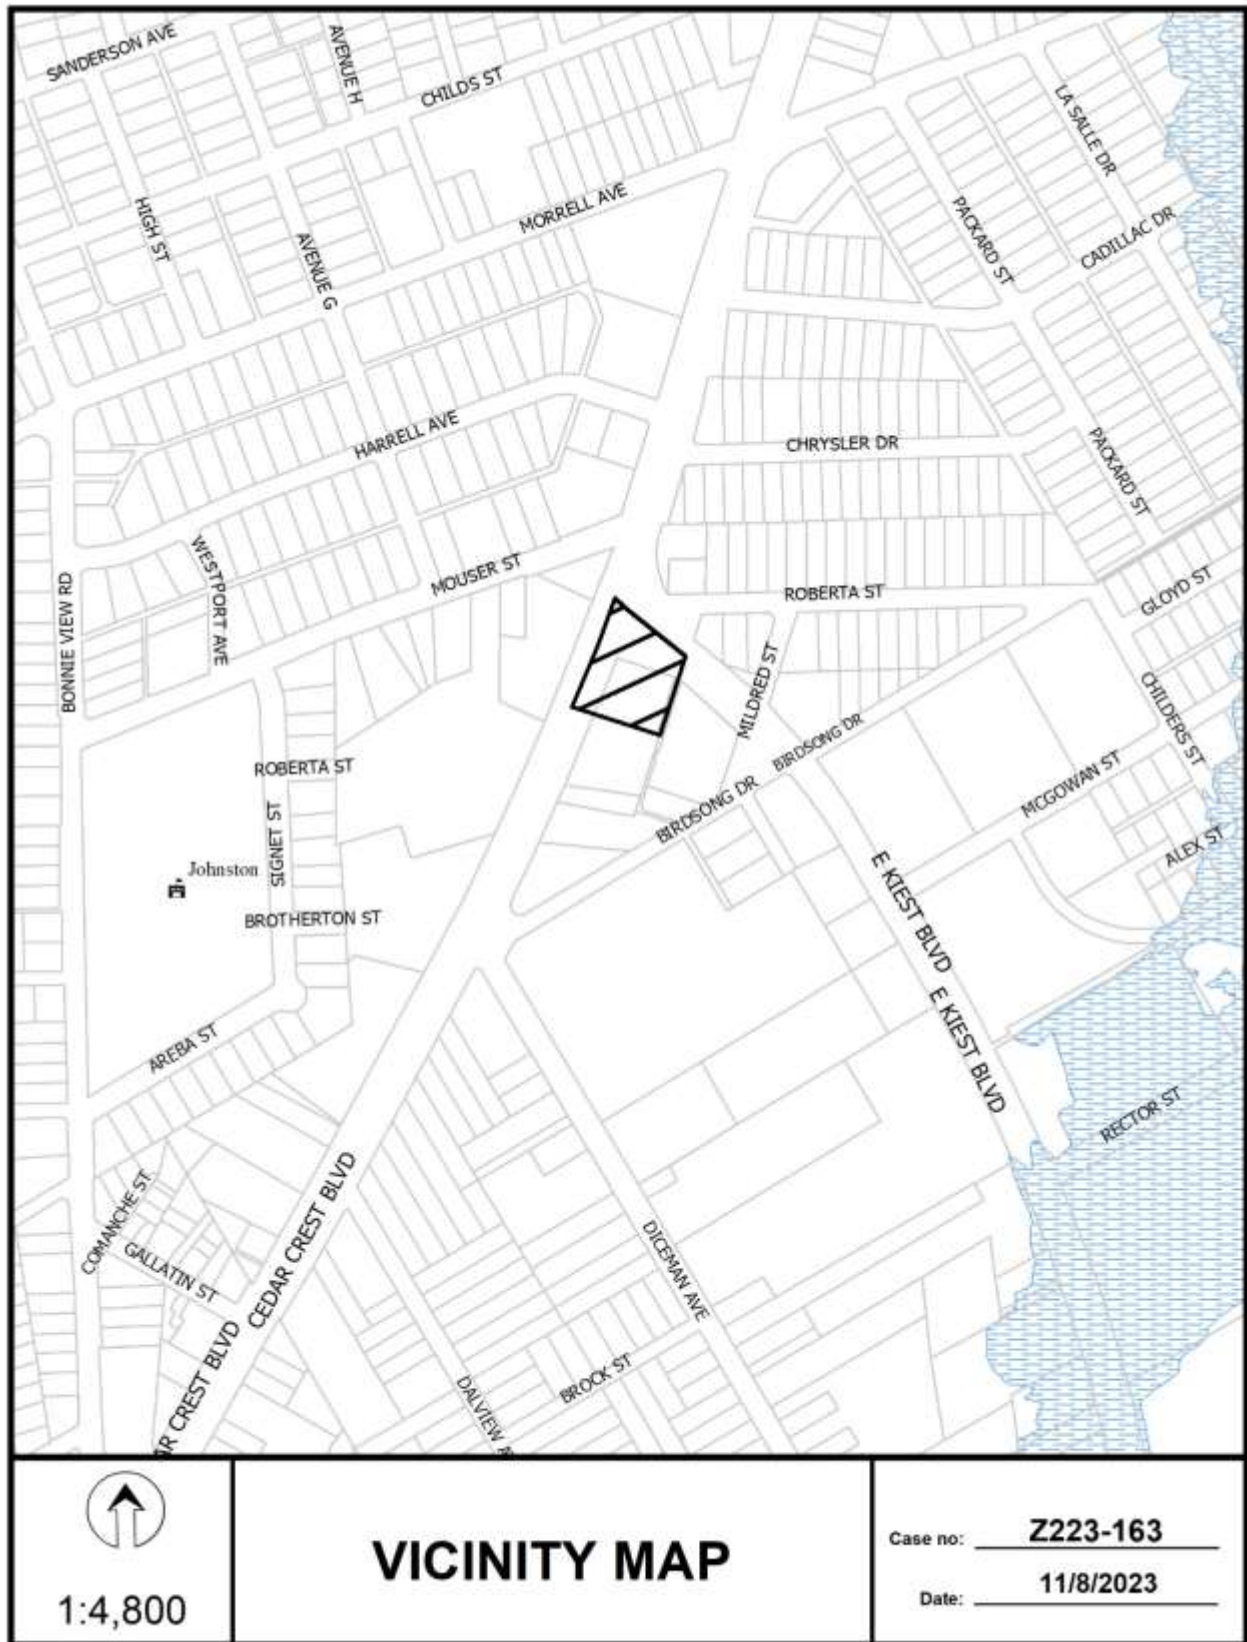 SANDERSON AVE
AVENUE H
CHILDS ST
LA SALLE DR
HIGH ST
AVENUE G
MORRELL AVE
PACKARD ST
CADILLAC DR
HARRELL AVE
CHRYSLER DR
PACKARD ST
BONNIE VIEW RD
WESTPORT AVE
MOUSER ST
ROBERTA ST
GLOYD ST
MILDRED ST
CHILDERS ST
BIRDSONG DR
ROBERTA ST
BIRDSONG DR
MCGOWAN ST
SIGNET ST
Johnston
ALEX ST
BROTHERTON ST
E KIEST BLVD
E KIEST BLVD
AREBA ST
RECTOR ST
COMANCHE ST
GALLATIN ST
CEDAR CREST BLVD
DICEMAN AVE
AR CREST BLVD
BROCK ST
DALVIEW A
1:4,800
VICINITY MAP
Case no: Z223-163
Date: 11/8/2023